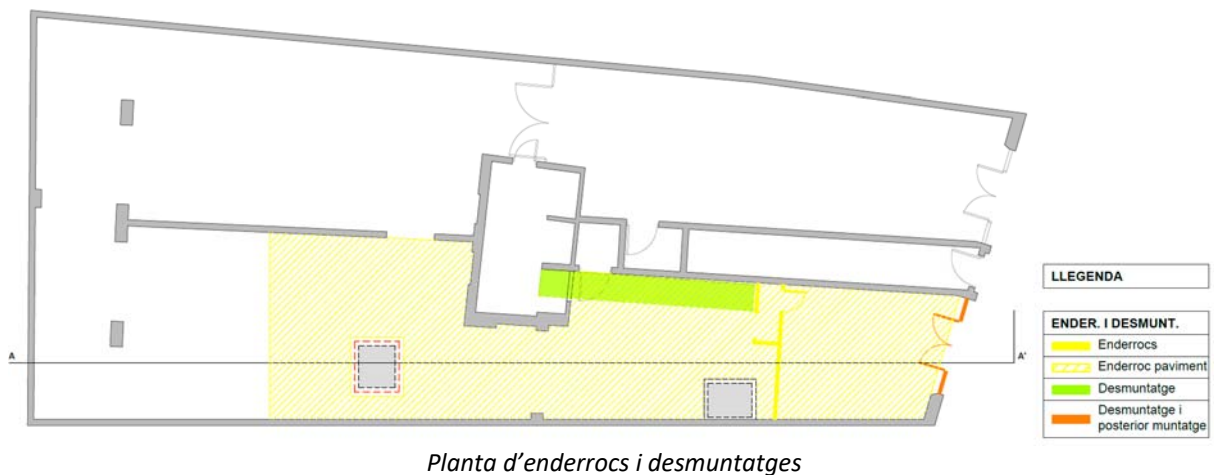 A
A'
LLEGENDA
ENDER. I DESMUNT.
Enderrocs
Enderroc paviment
Desmuntatge
Desmuntatge i
posterior muntatge
Planta d'enderrocs i desmuntatges